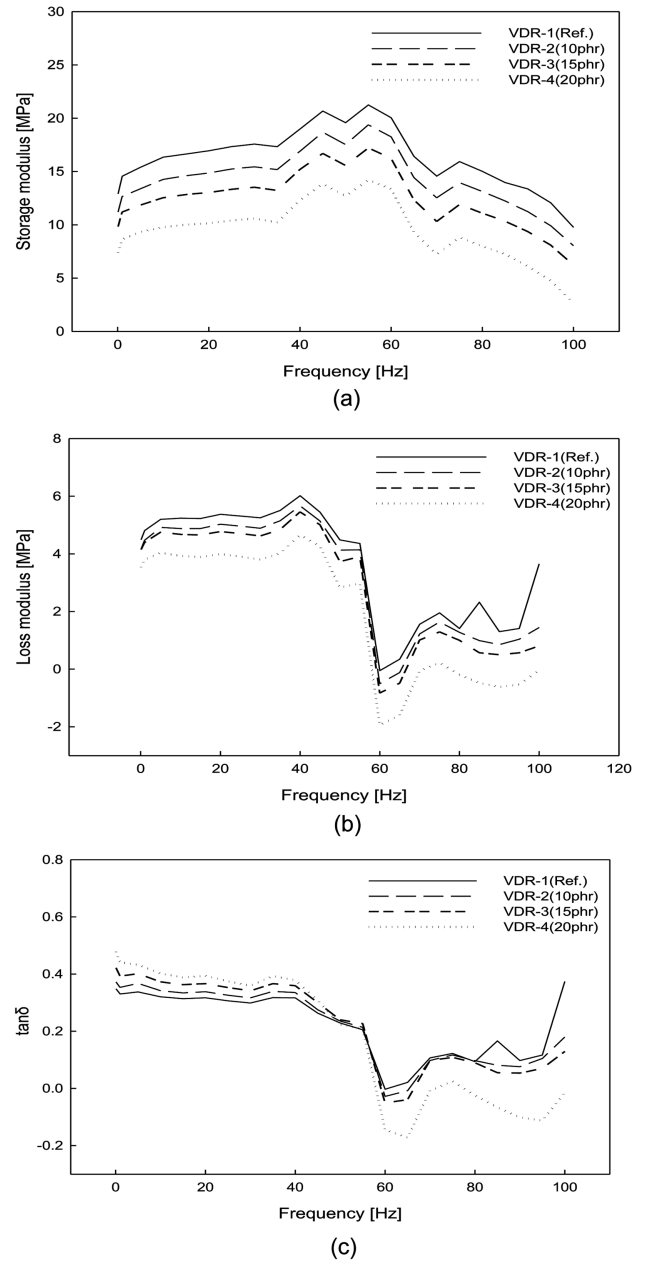 30
25
20
15
10
5
0
Storage modulus [MPa]
VDR-1(Ref.)
VDR-2(10phr)
VDR-3(15phr)
VDR-4(20phr)
0 20 40 60 80 100
Frequency [Hz]
(a)
8
6
4
2
0
-2
Loss modulus [MPa]
VDR-1(Ref.)
VDR-2(10phr)
VDR-3(15phr)
VDR-4(20phr)
0 20 40 60 80 100 120
Frequency [Hz]
(b)
0.8
0.6
0.4
0.2
0.0
-0.2
tanδ
VDR-1(Ref.)
VDR-2(10phr)
VDR-3(15phr)
VDR-4(20phr)
0 20 40 60 80 100
Frequency [Hz]
(c)